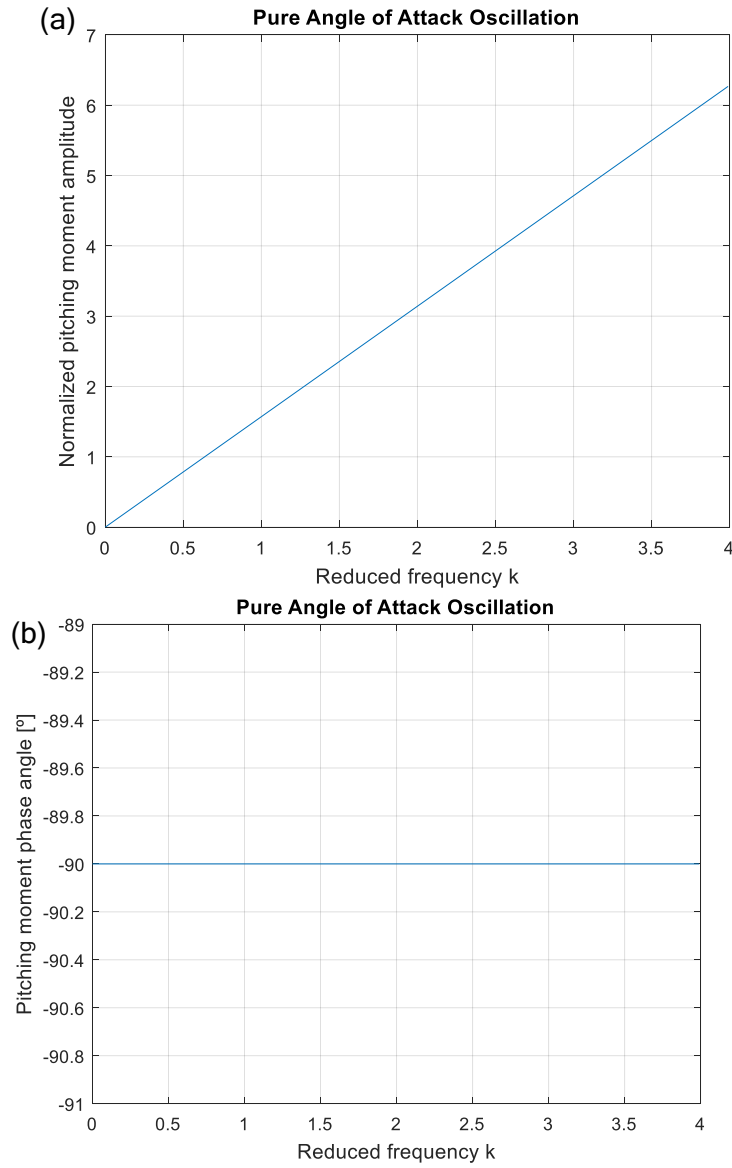 (a)
Pure Angle of Attack Oscillation
7
6
5
4
3
2
1
0
Normalized pitching moment amplitude
0 0.5 1 1.5 2 2.5 3 3.5 4
Reduced frequency k
(b)
Pure Angle of Attack Oscillation
-89
-89.2
-89.4
-89.6
-89.8
-90
-90.2
-90.4
-90.6
-90.8
-91
Pitching moment phase angle [º]
0 0.5 1 1.5 2 2.5 3 3.5 4
Reduced frequency k